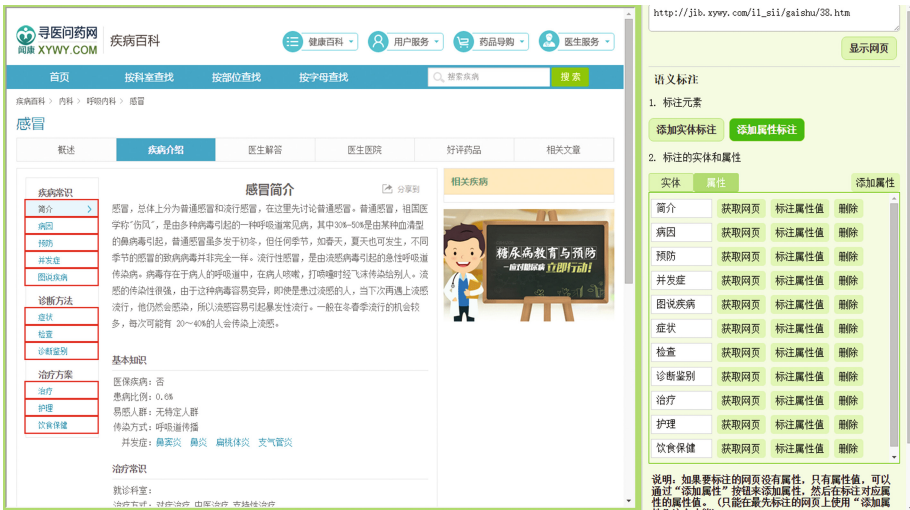 寻医问药网
闻康 XYWY.COM
疾病百科
健康百科
用户服务
药品导购
医生服务
首页 按科室查找 按部位查找 按字母查找 搜索疾病 搜 索
疾病百科 > 内科 > 呼吸内科 > 感冒
感冒
概述 疾病介绍 医生解答 医生医院 好评药品 相关文章
疾病常识
简介 >
病因
预防
并发症
图说疾病
诊断方法
症状
检查
诊断鉴别
治疗方案
治疗
护理
饮食保健
感冒简介
分享到
感冒，总体上分为普通感冒和流行感冒，在这里先讨论普通感冒。普通感冒，祖国医
学称“伤风”，是由多种病毒引起的一种呼吸道常见病，其中30%-50%是由某种血清型
的鼻病毒引起，普通感冒虽多发于初冬，但任何季节，如春天，夏天也可发生，不同
季节的感冒的致病病毒并非完全一样。流行性感冒，是由流感病毒引起的急性呼吸道
传染病。病毒存在于病人的呼吸道中，在病人咳嗽，打喷嚏时经飞沫传染给别人。流
感的传染性很强，由于这种病毒容易变异，即使是患过流感的人，当下次再遇上流感
流行，他仍然会感染，所以流感容易引起暴发性流行。一般在冬春季流行的机会较
多，每次可能有 20～40%的人会传染上流感。
基本知识
医保疾病：否
患病比例：0.6%
易感人群：无特定人群
传染方式：呼吸道传播
并发症：鼻窦炎 鼻炎 扁桃体炎 支气管炎
治疗常识
就诊科室：
治疗方式：对症治疗 中医治疗 支持性治疗
相关疾病
糖尿病教育与预防
-应对糖尿病 立即行动!
http://jib.xywy.com/il_sii/gaishu/38.htm
显示网页
语义标注
1. 标注元素
添加实体标注 添加属性标注
2. 标注的实体和属性
实体 属性 添加属性
简介 获取网页 标注属性值 删除
病因 获取网页 标注属性值 删除
预防 获取网页 标注属性值 删除
并发症 获取网页 标注属性值 删除
图说疾病 获取网页 标注属性值 删除
症状 获取网页 标注属性值 删除
检查 获取网页 标注属性值 删除
诊断鉴别 获取网页 标注属性值 删除
治疗 获取网页 标注属性值 删除
护理 获取网页 标注属性值 删除
饮食保健 获取网页 标注属性值 删除
说明：如果要标注的网页没有属性，只有属性值，可以
通过“添加属性”按钮来添加属性，然后在标注对应属
性的属性值。（只能在最先标注的网页上使用“添加属